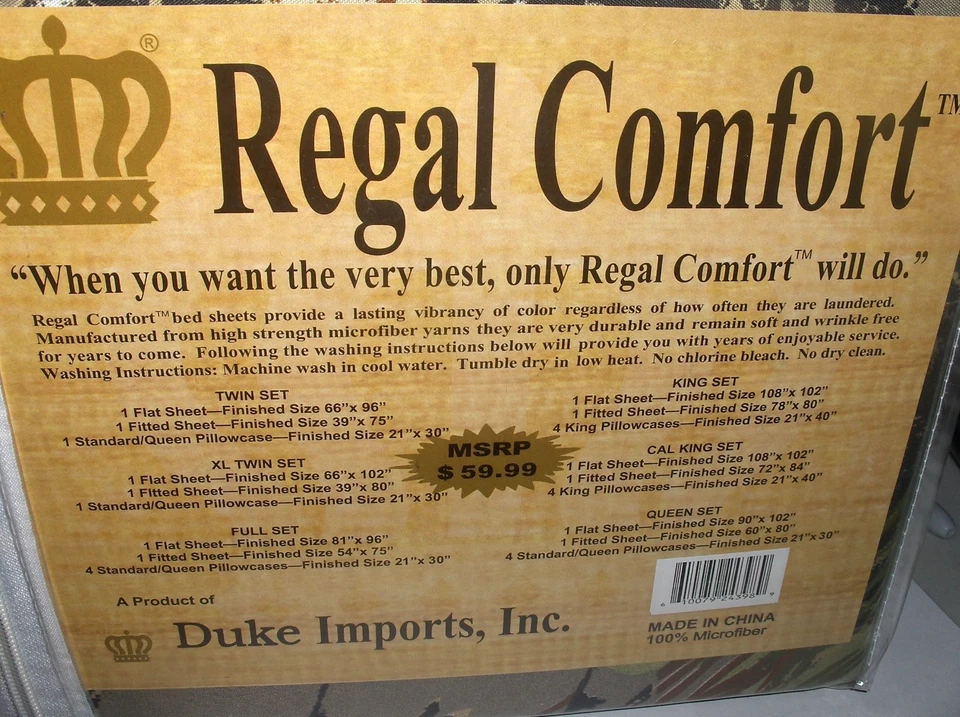 ®
Regal Comfort™
“When you want the very best, only Regal Comfort™ will do.”
Regal Comfort™ bed sheets provide a lasting vibrancy of color regardless of how often they are laundered.
Manufactured from high strength microfiber yarns they are very durable and remain soft and wrinkle free
for years to come. Following the washing instructions below will provide you with years of enjoyable service.
Washing Instructions: Machine wash in cool water. Tumble dry in low heat. No chlorine bleach. No dry clean.
TWIN SET
1 Flat Sheet—Finished Size 66”x 96”
1 Fitted Sheet—Finished Size 39”x 75”
1 Standard/Queen Pillowcase—Finished Size 21”x 30”
XL TWIN SET
1 Flat Sheet—Finished Size 66”x 102”
1 FItted Sheet—Finished Size 39”x 80”
1 Standard/Queen Pillowcase—Finished Size 21”x 30”
FULL SET
1 Flat Sheet—Finished Size 81”x 96”
1 Fitted Sheet—Finished Size 54”x 75”
4 Standard/Queen Pillowcases—Finished Size 21”x 30”
MSRP
$ 59.99
KING SET
1 Flat Sheet—Finished Size 108”x 102”
1 Fitted Sheet—Finished Size 78”x 80”
4 King Pillowcases—Finished Size 21”x 40”
CAL KING SET
1 Flat Sheet—Finished Size 108”x 102”
1 Fitted Sheet—Finished Size 72”x 84”
4 King Pillowcases—Finished Size 21”x 40”
QUEEN SET
1 Flat Sheet—Finished Size 90”x 102”
1 Fitted Sheet—Finished Size 60”x 80”
4 Standard/Queen Pillowcases—Finished Size 21”x 30”
A Product of
Duke Imports, Inc.
MADE IN CHINA
100% Microfiber